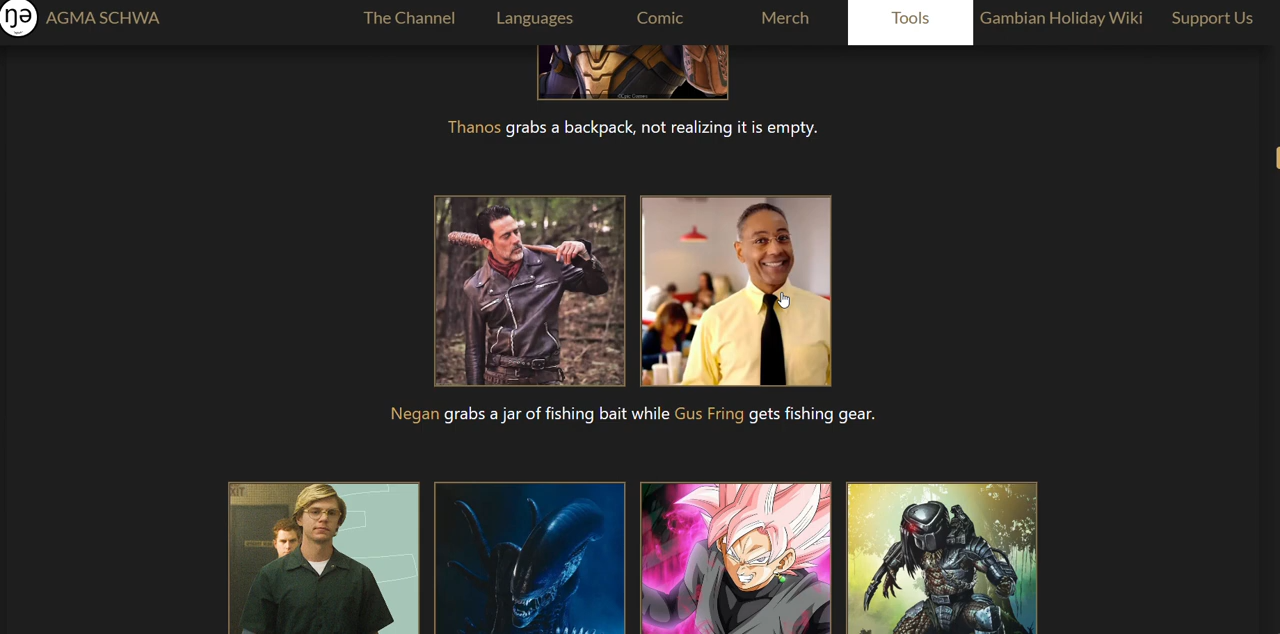 ŋə AGMA SCHWA The Channel Languages Comic Merch Tools Gambian Holiday Wiki Support Us
Thanos grabs a backpack, not realizing it is empty.
Negan grabs a jar of fishing bait while Gus Fring gets fishing gear.